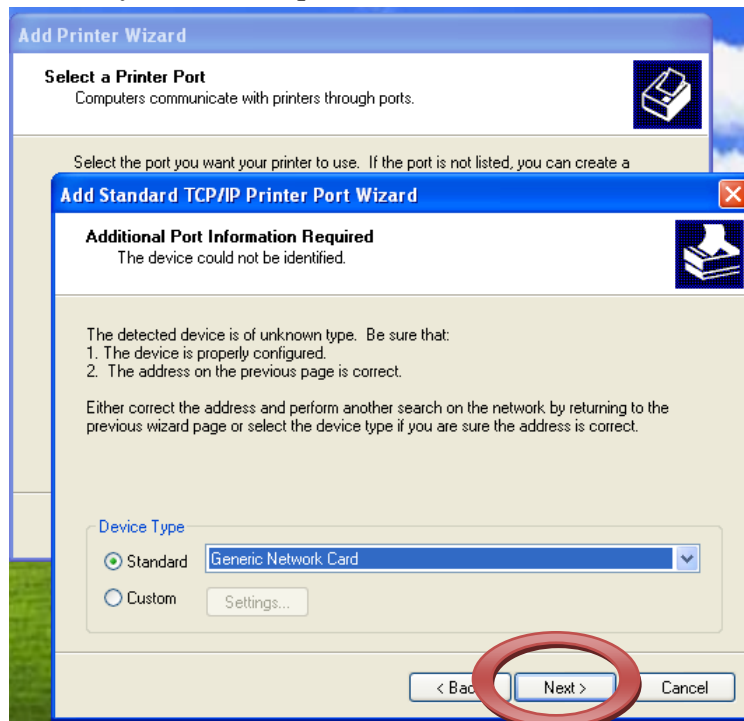 Add Printer Wizard
Select a Printer Port
Computers communicate with printers through ports.
Select the port you want your printer to use. If the port is not listed, you can create a
Add Standard TCP/IP Printer Port Wizard
Additional Port Information Required
The device could not be identified.
The detected device is of unknown type. Be sure that:
1. The device is properly configured.
2. The address on the previous page is correct.
Either correct the address and perform another search on the network by returning to the
previous wizard page or select the device type if you are sure the address is correct.
Device Type
Standard Generic Network Card
Custom Settings...
< Bac Next > Cancel